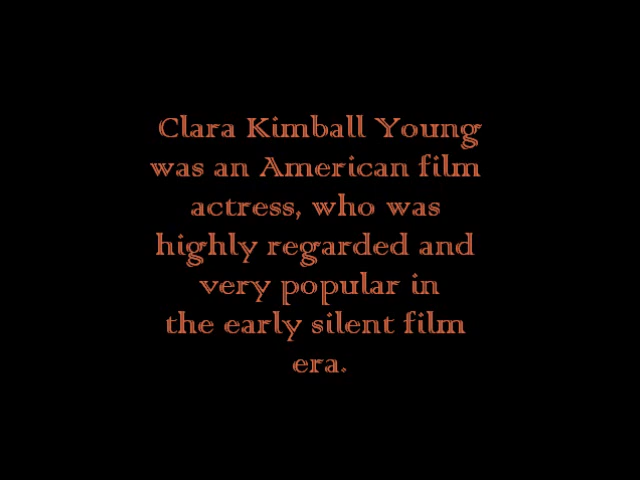 Clara Kimball Young
was an American film
actress, who was
highly regarded and
very popular in
the early silent film
era.